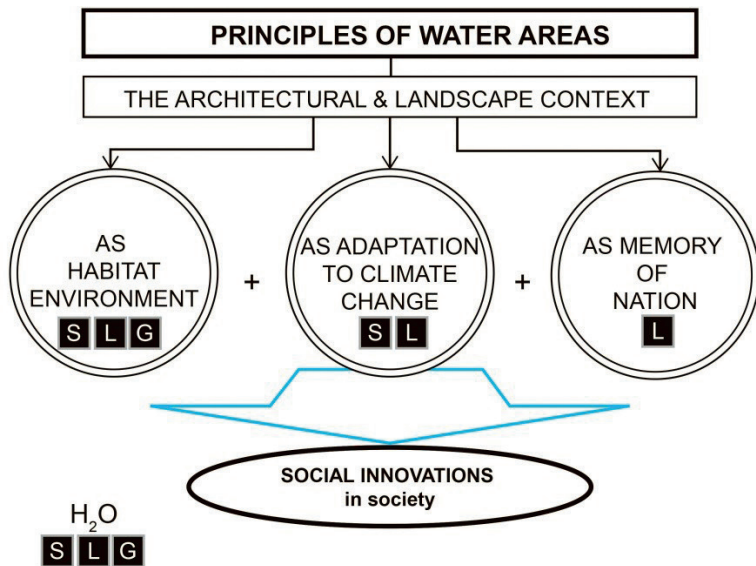 PRINCIPLES OF WATER AREAS
THE ARCHITECTURAL & LANDSCAPE CONTEXT
AS
HABITAT
ENVIRONMENT
S L G
+
AS ADAPTATION
TO CLIMATE
CHANGE
S L
+
AS MEMORY
OF
NATION
L
SOCIAL INNOVATIONS
in society
H₂O
S L G